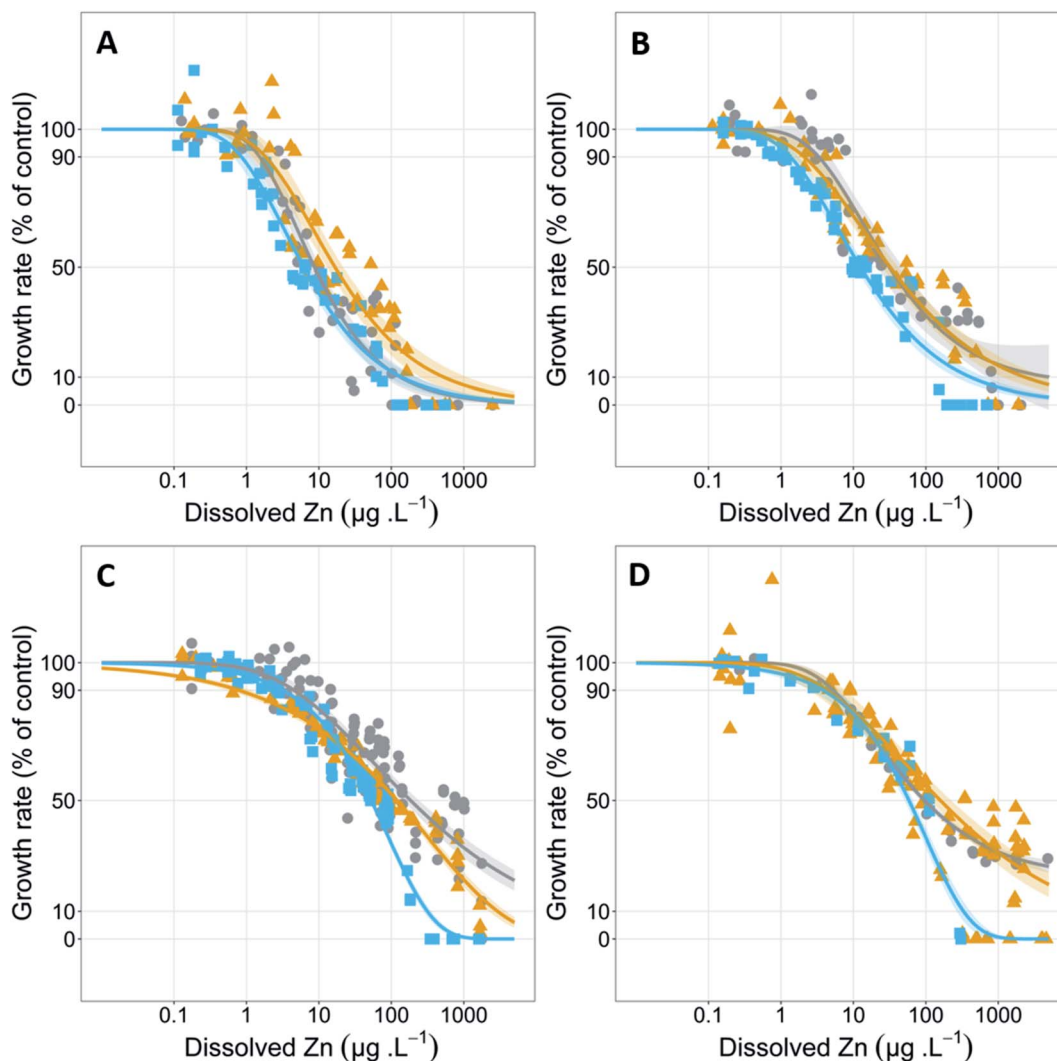 A
B
Growth rate (% of control)
100
90
50
10
0
0.1 1 10 100 1000
Dissolved Zn (µg .L⁻¹)
Growth rate (% of control)
100
90
50
10
0
0.1 1 10 100 1000
Dissolved Zn (µg .L⁻¹)
C
D
Growth rate (% of control)
100
90
50
10
0
0.1 1 10 100 1000
Dissolved Zn (µg .L⁻¹)
Growth rate (% of control)
100
90
50
10
0
0.1 1 10 100 1000
Dissolved Zn (µg .L⁻¹)